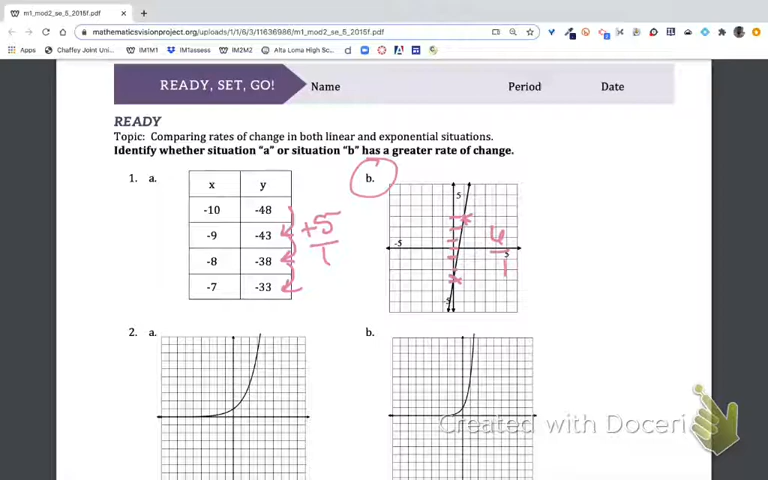 m1_mod2_se_5_2015f.pdf
mathematicsvisionproject.org/uploads/1/1/6/3/11636986/m1_mod2_se_5_2015f.pdf
Apps
Chaffey Joint Uni...
IM1M1
IM1assess
IM2M2
Alta Loma High Sc...
READY, SET, GO!
Name
Period
Date
READY
Topic: Comparing rates of change in both linear and exponential situations.
Identify whether situation "a" or situation "b" has a greater rate of change.
1. a.
b.
x y
-10 -48
-9 -43
-8 -38
-7 -33
+5
1
5
-5
5
6
1
2. a.
b.
Created with Doceri